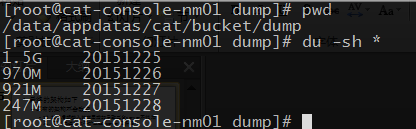 [root@cat-console-nm01 dump]# pwd
/data/appdatas/cat/bucket/dump
[root@cat-console-nm01 dump]# du -sh *
1.5G    20151225
970M    20151226
921M    20151227
247M    20151228
[root@cat-console-nm01 dump]#